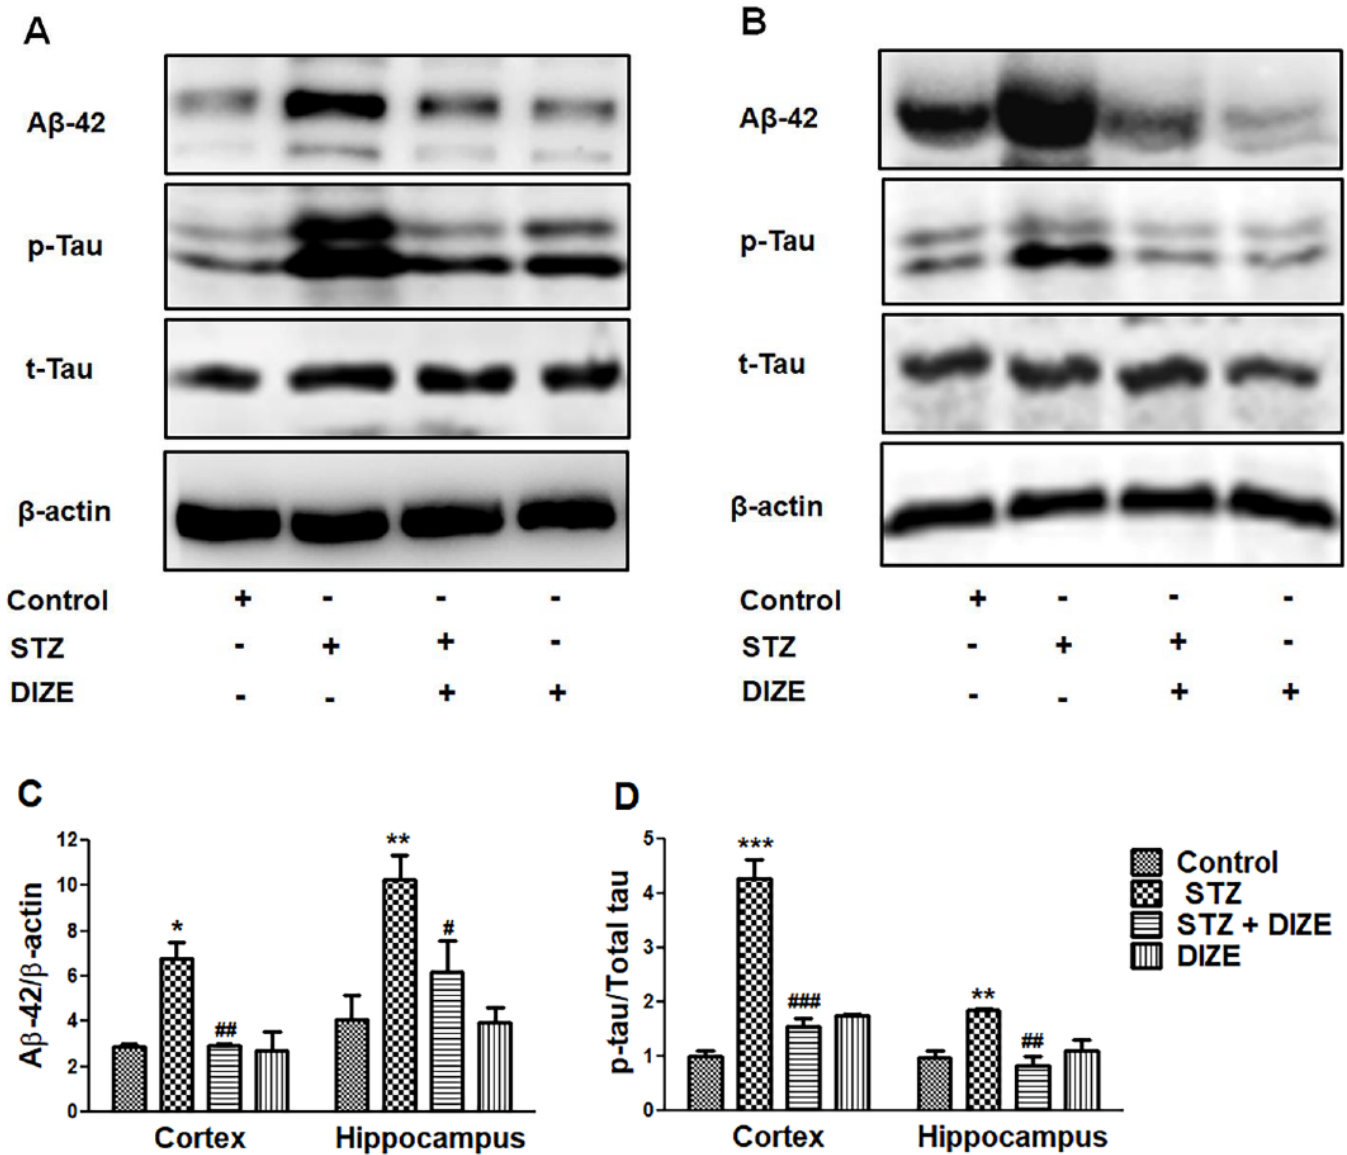 A
Aβ-42
p-Tau
t-Tau
β-actin
Control + - - -
STZ - + + -
DIZE - - + +
B
Aβ-42
p-Tau
t-Tau
β-actin
Control + - - -
STZ - + + -
DIZE - - + +
C
Aβ-42/β-actin
12
10
8
6
4
2
0
*
##
**
#
Cortex Hippocampus
D
p-tau/Total tau
5
4
3
2
1
0
***
###
**
##
Cortex Hippocampus
Control
STZ
STZ + DIZE
DIZE